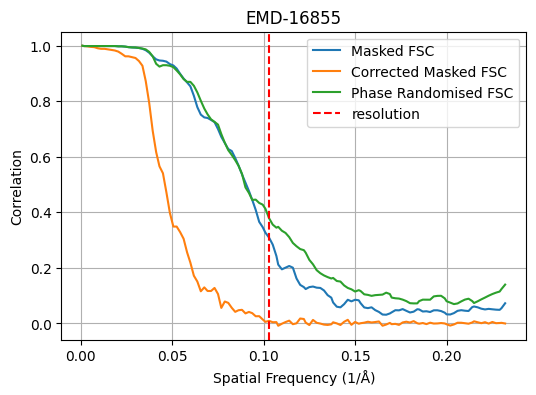 EMD-16855
Masked FSC
Corrected Masked FSC
Phase Randomised FSC
resolution
Correlation
1.0
0.8
0.6
0.4
0.2
0.0
0.00 0.05 0.10 0.15 0.20
Spatial Frequency (1/Å)